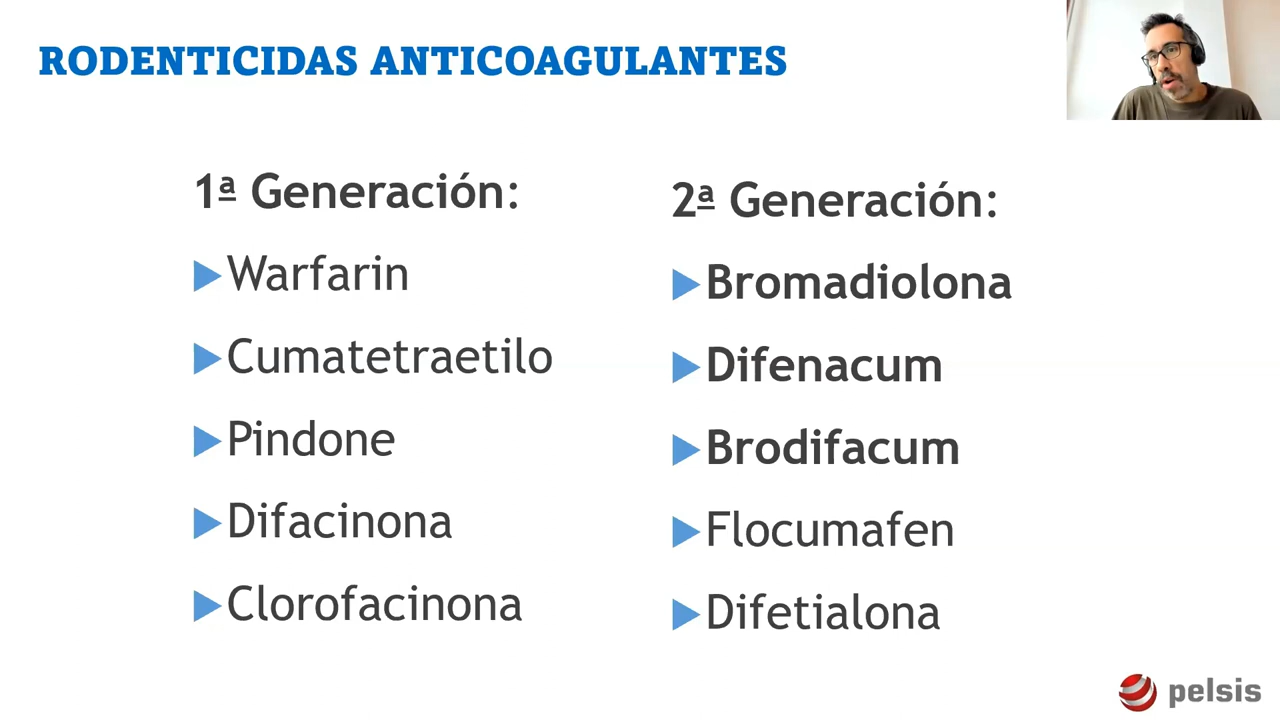 RODENTICIDAS ANTICOAGULANTES
1ª Generación:
Warfarin
Cumatetraetilo
Pindone
Difacinona
Clorofacinona
2ª Generación:
Bromadiolona
Difenacum
Brodifacum
Flocumafen
Difetialona
pelsis